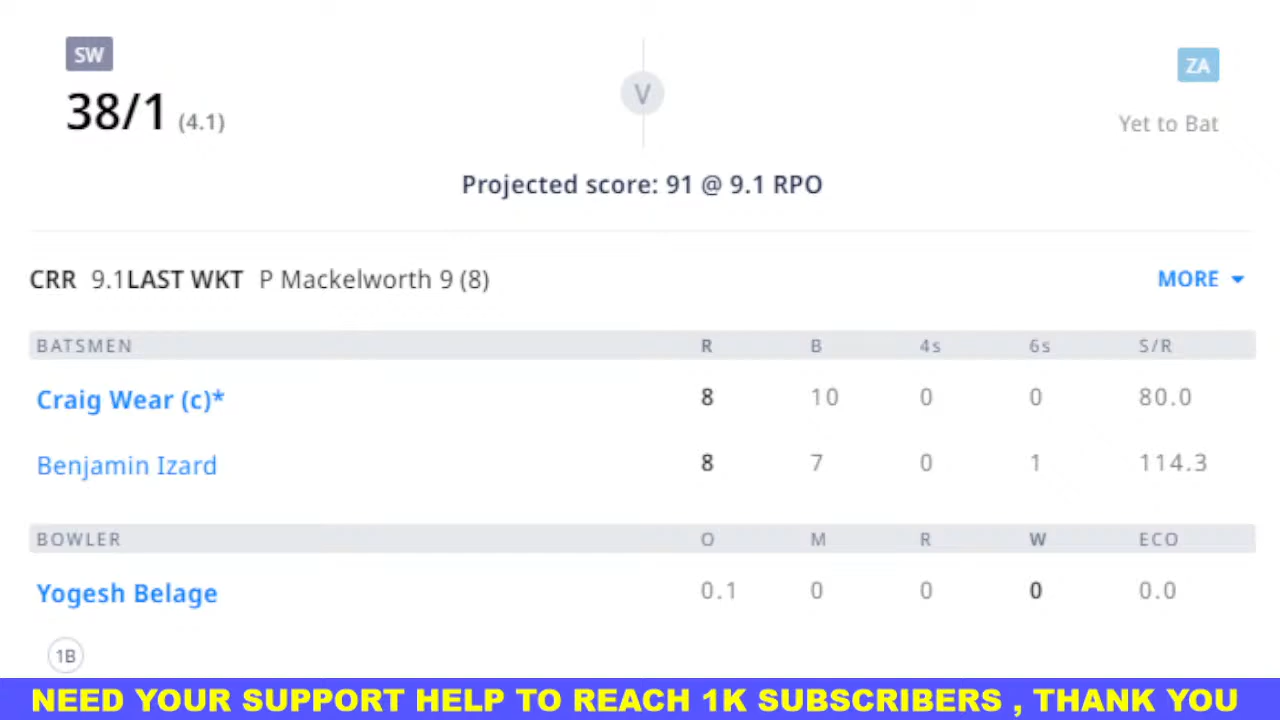 SW
38/1 (4.1)
V
ZA
Yet to Bat
Projected score: 91 @ 9.1 RPO
CRR 9.1LAST WKT P Mackelworth 9 (8)
MORE
BATSMEN R B 4s 6s S/R
Craig Wear (c)* 8 10 0 0 80.0
Benjamin Izard 8 7 0 1 114.3
BOWLER O M R W ECO
Yogesh Belage 0.1 0 0 0 0.0
1B
NEED YOUR SUPPORT HELP TO REACH 1K SUBSCRIBERS , THANK YOU